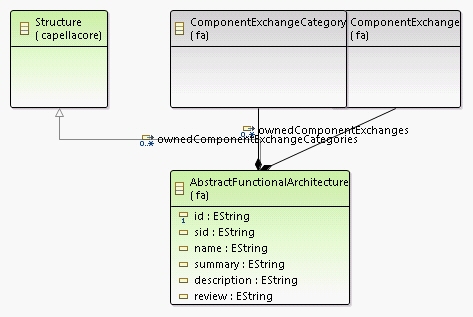 Structure
( capellacore)
ComponentExchangeCategory
( fa)
ComponentExchange
( fa)
0..* ownedComponentExchanges
0..* ownedComponentExchangeCategories
AbstractFunctionalArchitecture
( fa)
1 id : EString
sid : EString
name : EString
summary : EString
description : EString
review : EString